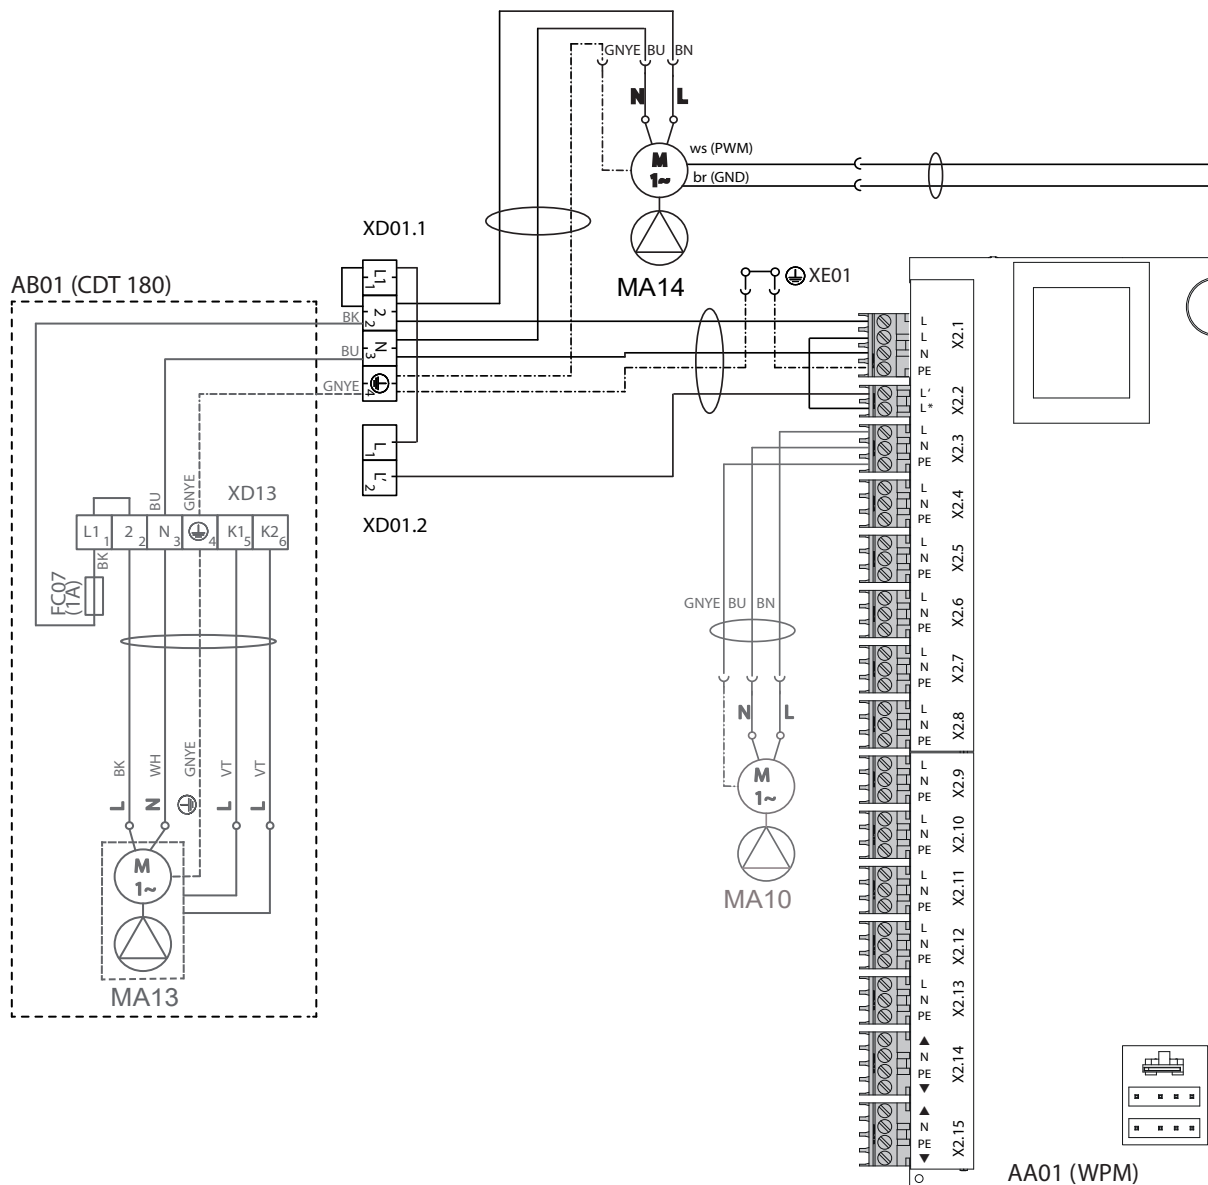 GNYE BU BN
N L
M
1~
ws (PWM)
br (GND)
MA14
XE01
XD01.1
L1 1
2 2
N 3
4
L 1
L' 2
XD01.2
AB01 (CDT 180)
BK
BU
GNYE
BU
GNYE
XD13
L1 1
2 2
N 3
4
K1 5
K2 6
BK
FC07
(1A)
BK
WH
GNYE
VT
VT
L
N
L
L
M
1~
MA13
GNYE BU BN
N L
M
1~
MA10
L
L
N
PE
X2.1
L'
L*
X2.2
L
N
PE
X2.3
L
N
PE
X2.4
L
N
PE
X2.5
L
N
PE
X2.6
L
N
PE
X2.7
L
N
PE
X2.8
L
N
PE
X2.9
L
N
PE
X2.10
L
N
PE
X2.11
L
N
PE
X2.12
L
N
PE
X2.13
▲
N
PE
▼
X2.14
▲
N
PE
▼
X2.15
AA01 (WPM)